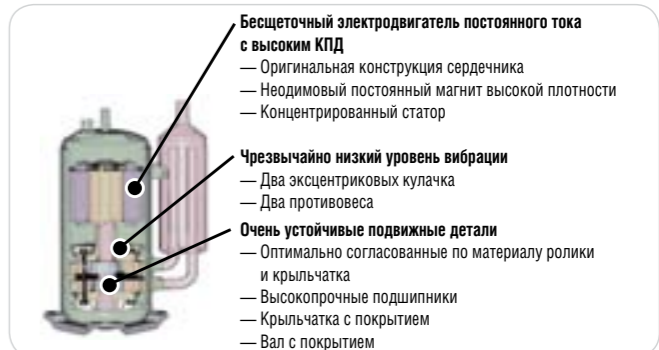 Бесщеточный электродвигатель постоянного тока
с высоким КПД
— Оригинальная конструкция сердечника
— Неодимовый постоянный магнит высокой плотности
— Концентрированный статор
Чрезвычайно низкий уровень вибрации
— Два эксцентриковых кулачка
— Два противовеса
Очень устойчивые подвижные детали
— Оптимально согласованные по материалу ролики
и крыльчатка
— Высокопрочные подшипники
— Крыльчатка с покрытием
— Вал с покрытием